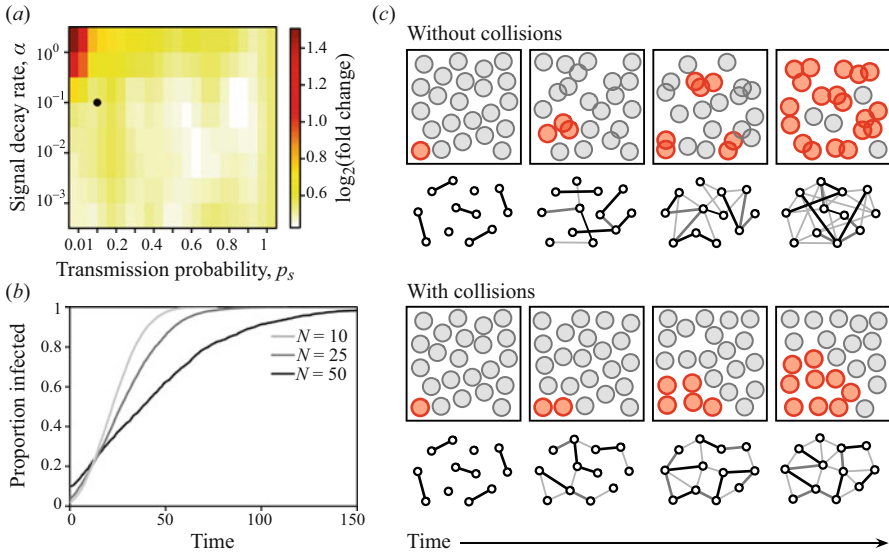 (a)
Signal decay rate, α
10⁰
10⁻¹
10⁻²
10⁻³
0.01 0.2 0.4 0.6 0.8 1
Transmission probability, pₛ
1.4
1.2
1.0
0.8
0.6
log₂(fold change)
(b)
Proportion infected
1
0.8
0.6
0.4
0.2
0
N = 10
N = 25
N = 50
0 50 100 150
Time
(c)
Without collisions
With collisions
Time